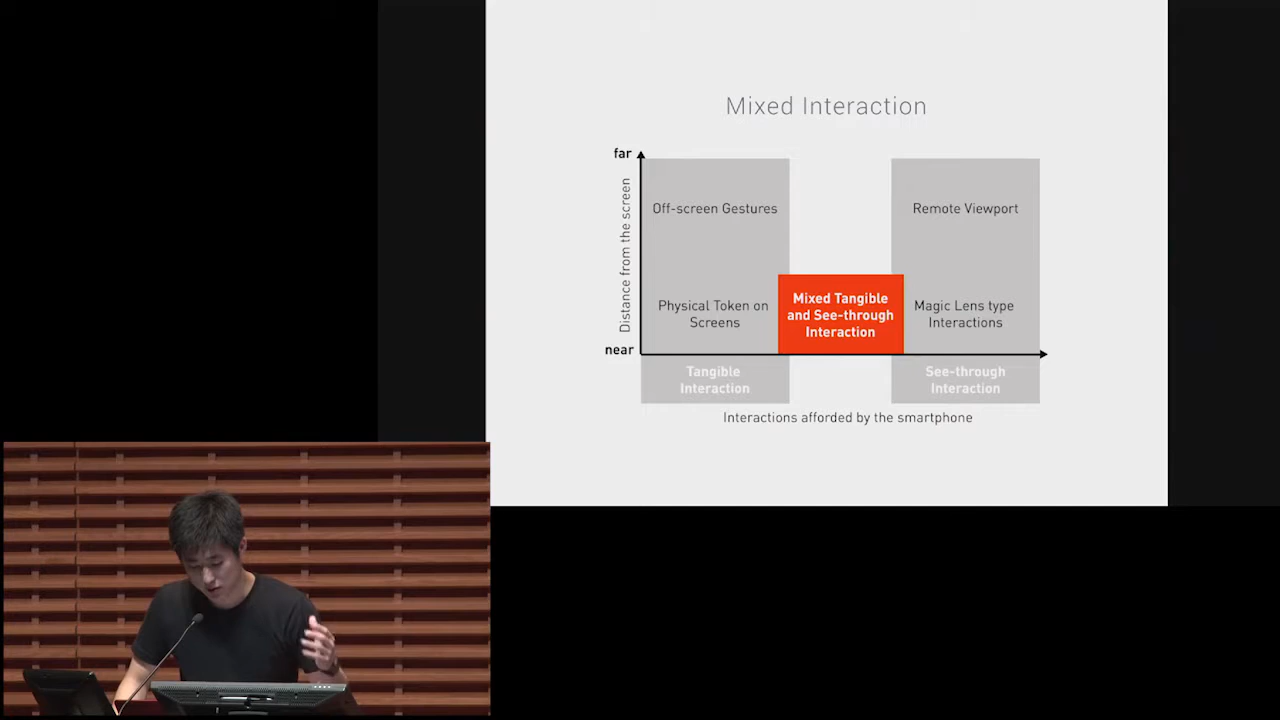 Mixed Interaction
far
Distance from the screen
near
Off-screen Gestures
Remote Viewport
Physical Token on
Screens
Mixed Tangible
and See-through
Interaction
Magic Lens type
Interactions
Tangible
Interaction
See-through
Interaction
Interactions afforded by the smartphone